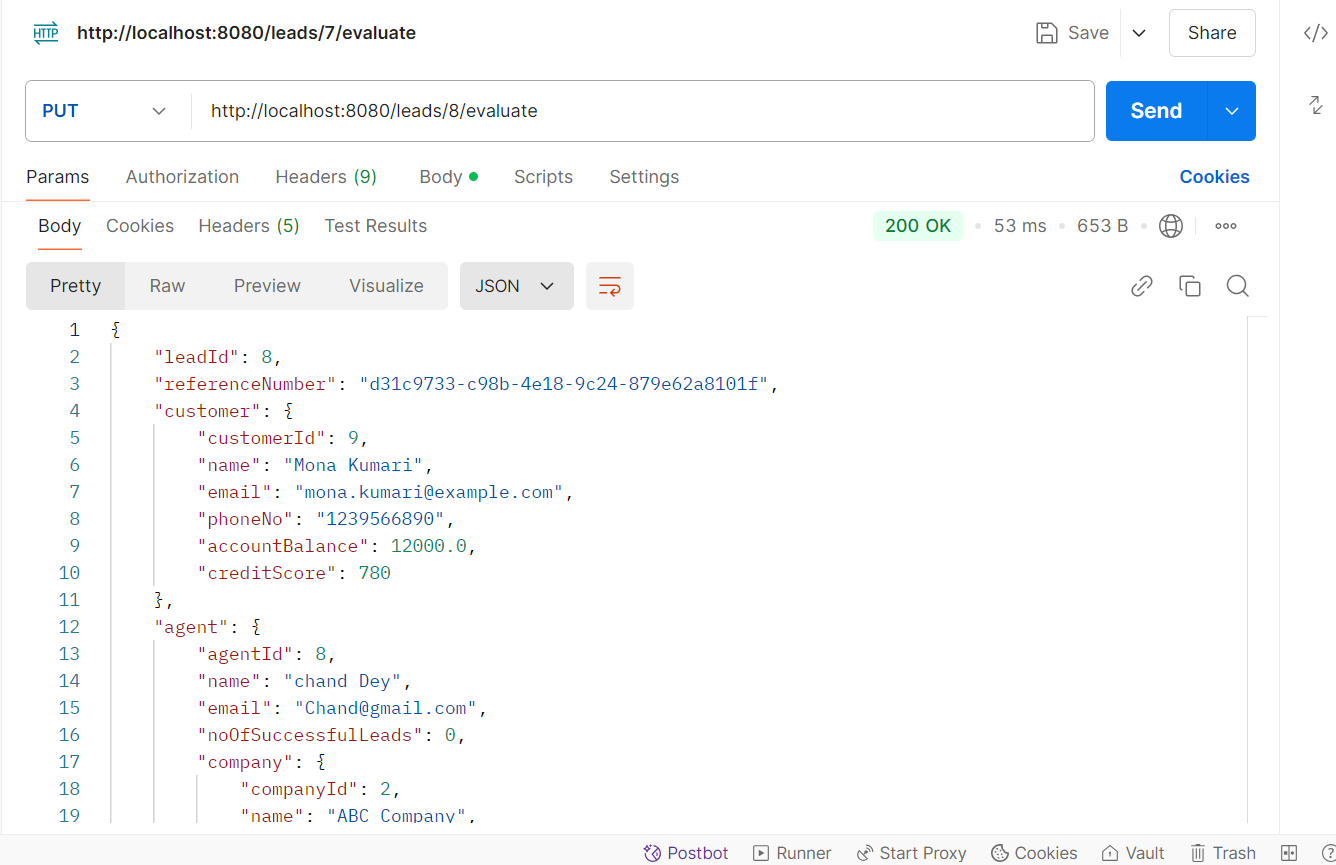 HTTP http://localhost:8080/leads/7/evaluate Save Share </>
PUT http://localhost:8080/leads/8/evaluate Send
Params Authorization Headers (9) Body Scripts Settings Cookies
Body Cookies Headers (5) Test Results 200 OK 53 ms 653 B
Pretty Raw Preview Visualize JSON
1 {
2 "leadId": 8,
3 "referenceNumber": "d31c9733-c98b-4e18-9c24-879e62a8101f",
4 "customer": {
5 "customerId": 9,
6 "name": "Mona Kumari",
7 "email": "mona.kumari@example.com",
8 "phoneNo": "1239566890",
9 "accountBalance": 12000.0,
10 "creditScore": 780
11 },
12 "agent": {
13 "agentId": 8,
14 "name": "chand Dey",
15 "email": "Chand@gmail.com",
16 "noOfSuccessfulLeads": 0,
17 "company": {
18 "companyId": 2,
19 "name": "ABC Company",
Postbot Runner Start Proxy Cookies Vault Trash